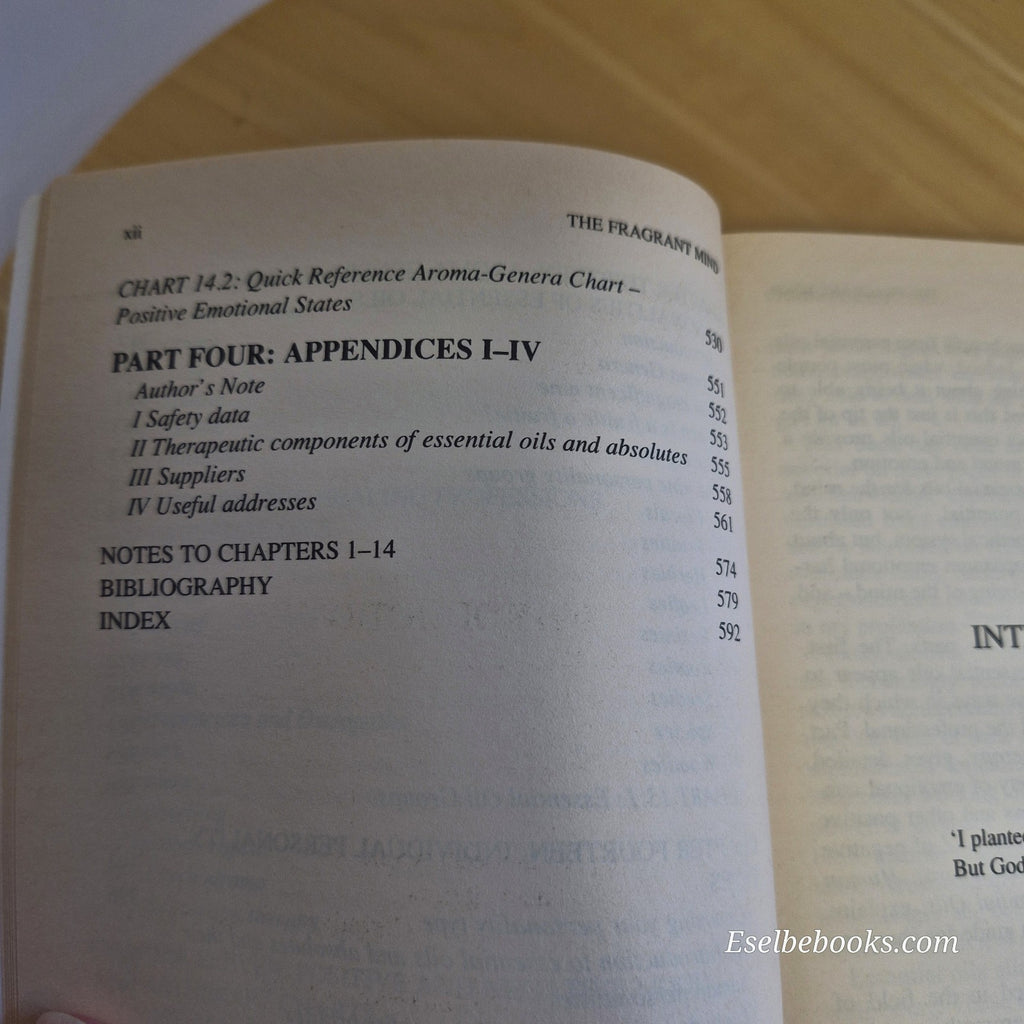 xii
THE FRAGRANT MIND
CHART 14.2: Quick Reference Aroma-Genera Chart –
Positive Emotional States 530
PART FOUR: APPENDICES I–IV 551
Author's Note 552
I Safety data 553
II Therapeutic components of essential oils and absolutes 555
III Suppliers 558
IV Useful addresses 561
NOTES TO CHAPTERS 1–14 574
BIBLIOGRAPHY 579
INDEX 592
INT
'I plante
But God
Eselbebooks.com